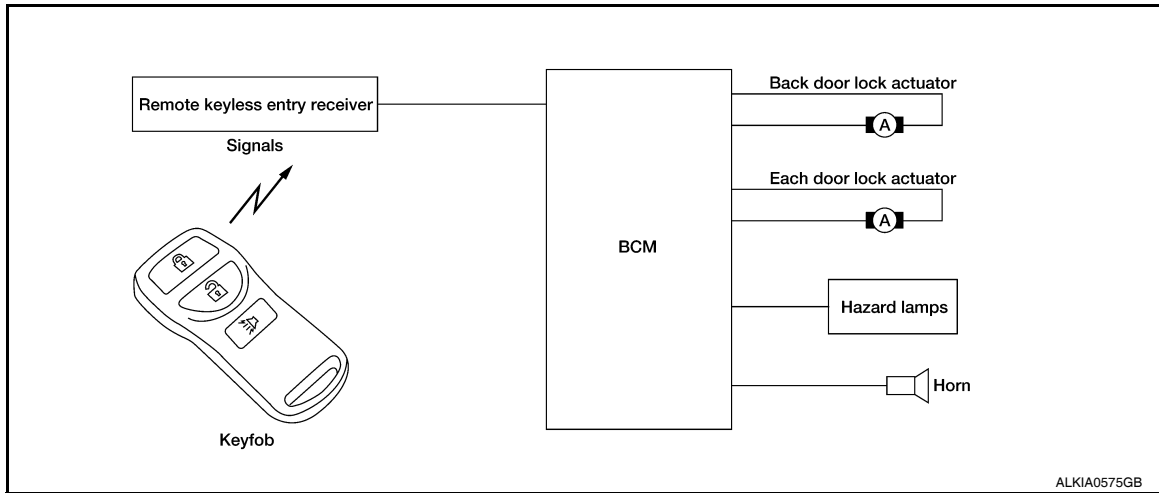 Remote keyless entry receiver
Signals
Keyfob
BCM
Back door lock actuator
A
Each door lock actuator
A
Hazard lamps
Horn
ALKIA0575GB